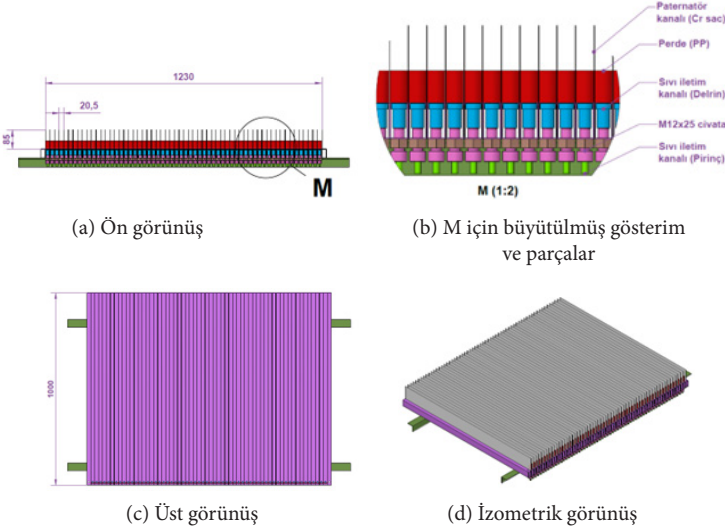 1230
20,5
85
M
(a) Ön görünüş
Paternatör
kanalı (Cr sac)
Perde (PP)
Sıvı iletim
kanalı (Delrin)
M12x25 civata
Sıvı iletim
kanalı (Pirinç)
M (1:2)
(b) M için büyütülmüş gösterim
ve parçalar
1000
(c) Üst görünüş
(d) İzometrik görünüş